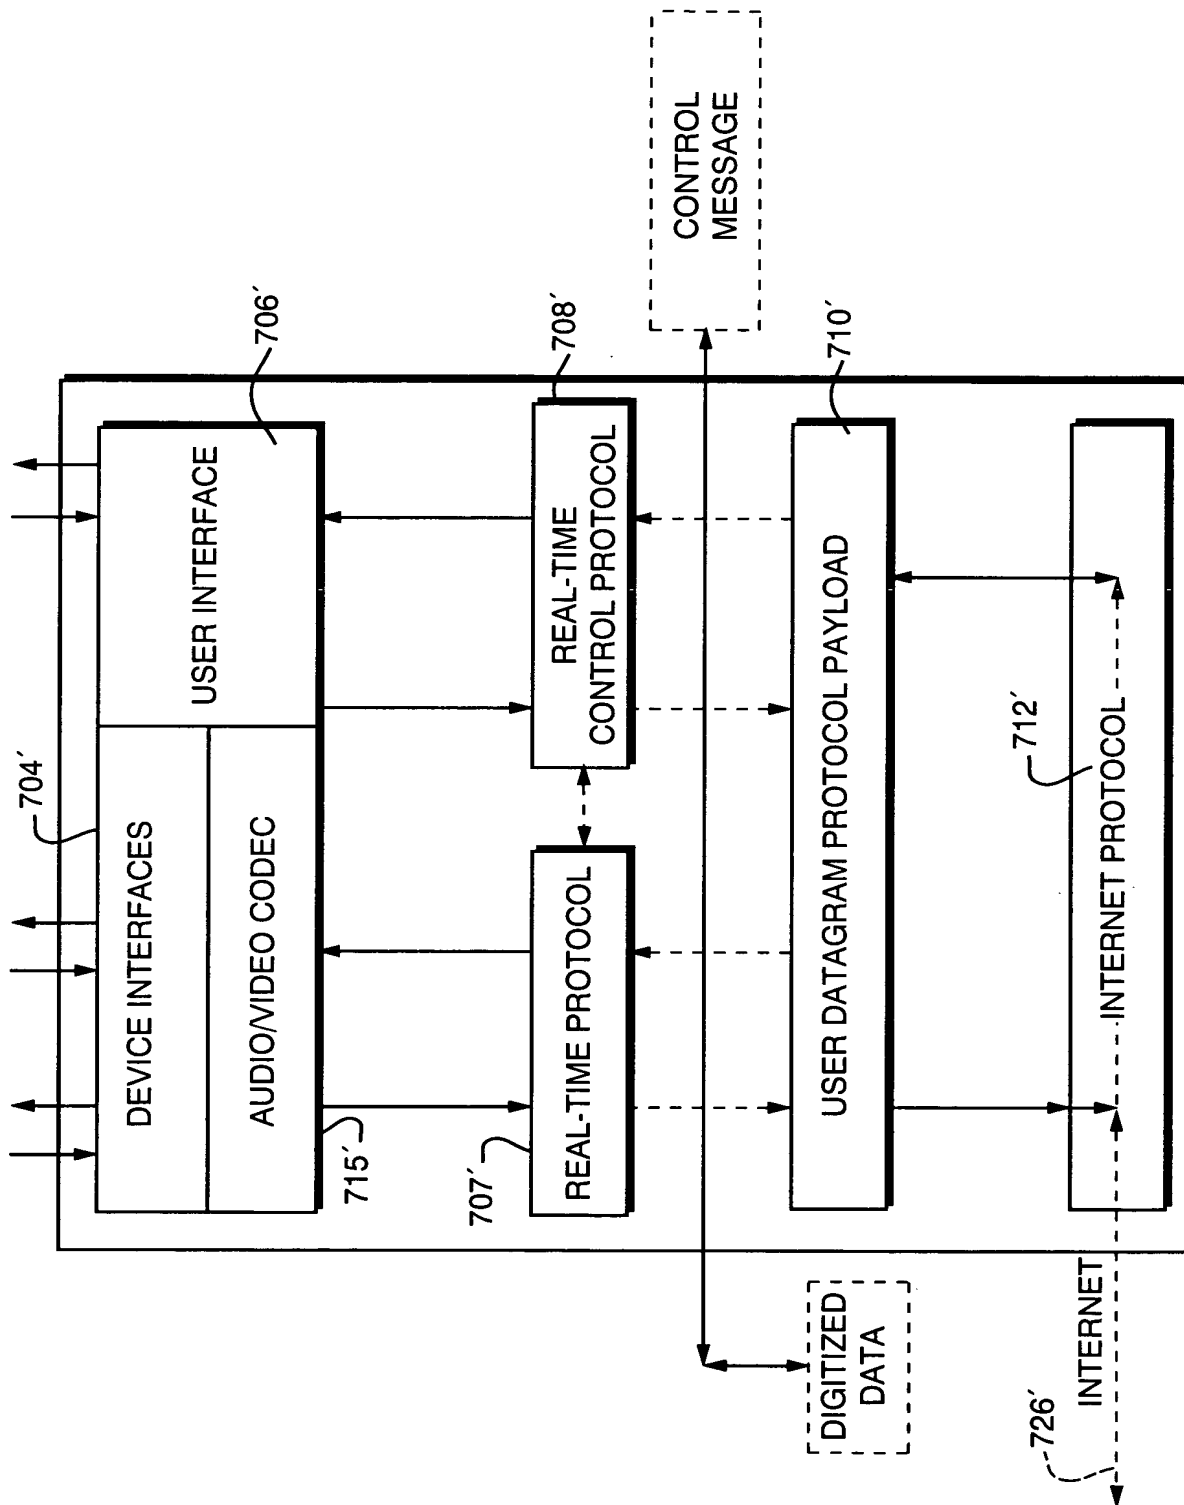 704′
DEVICE INTERFACES
AUDIO/VIDEO CODEC
USER INTERFACE
706′
715′
707′
REAL-TIME PROTOCOL
REAL-TIME
CONTROL PROTOCOL
708′
CONTROL
MESSAGE
DIGITIZED
DATA
USER DATAGRAM PROTOCOL PAYLOAD
710′
INTERNET PROTOCOL
712′
INTERNET
726′